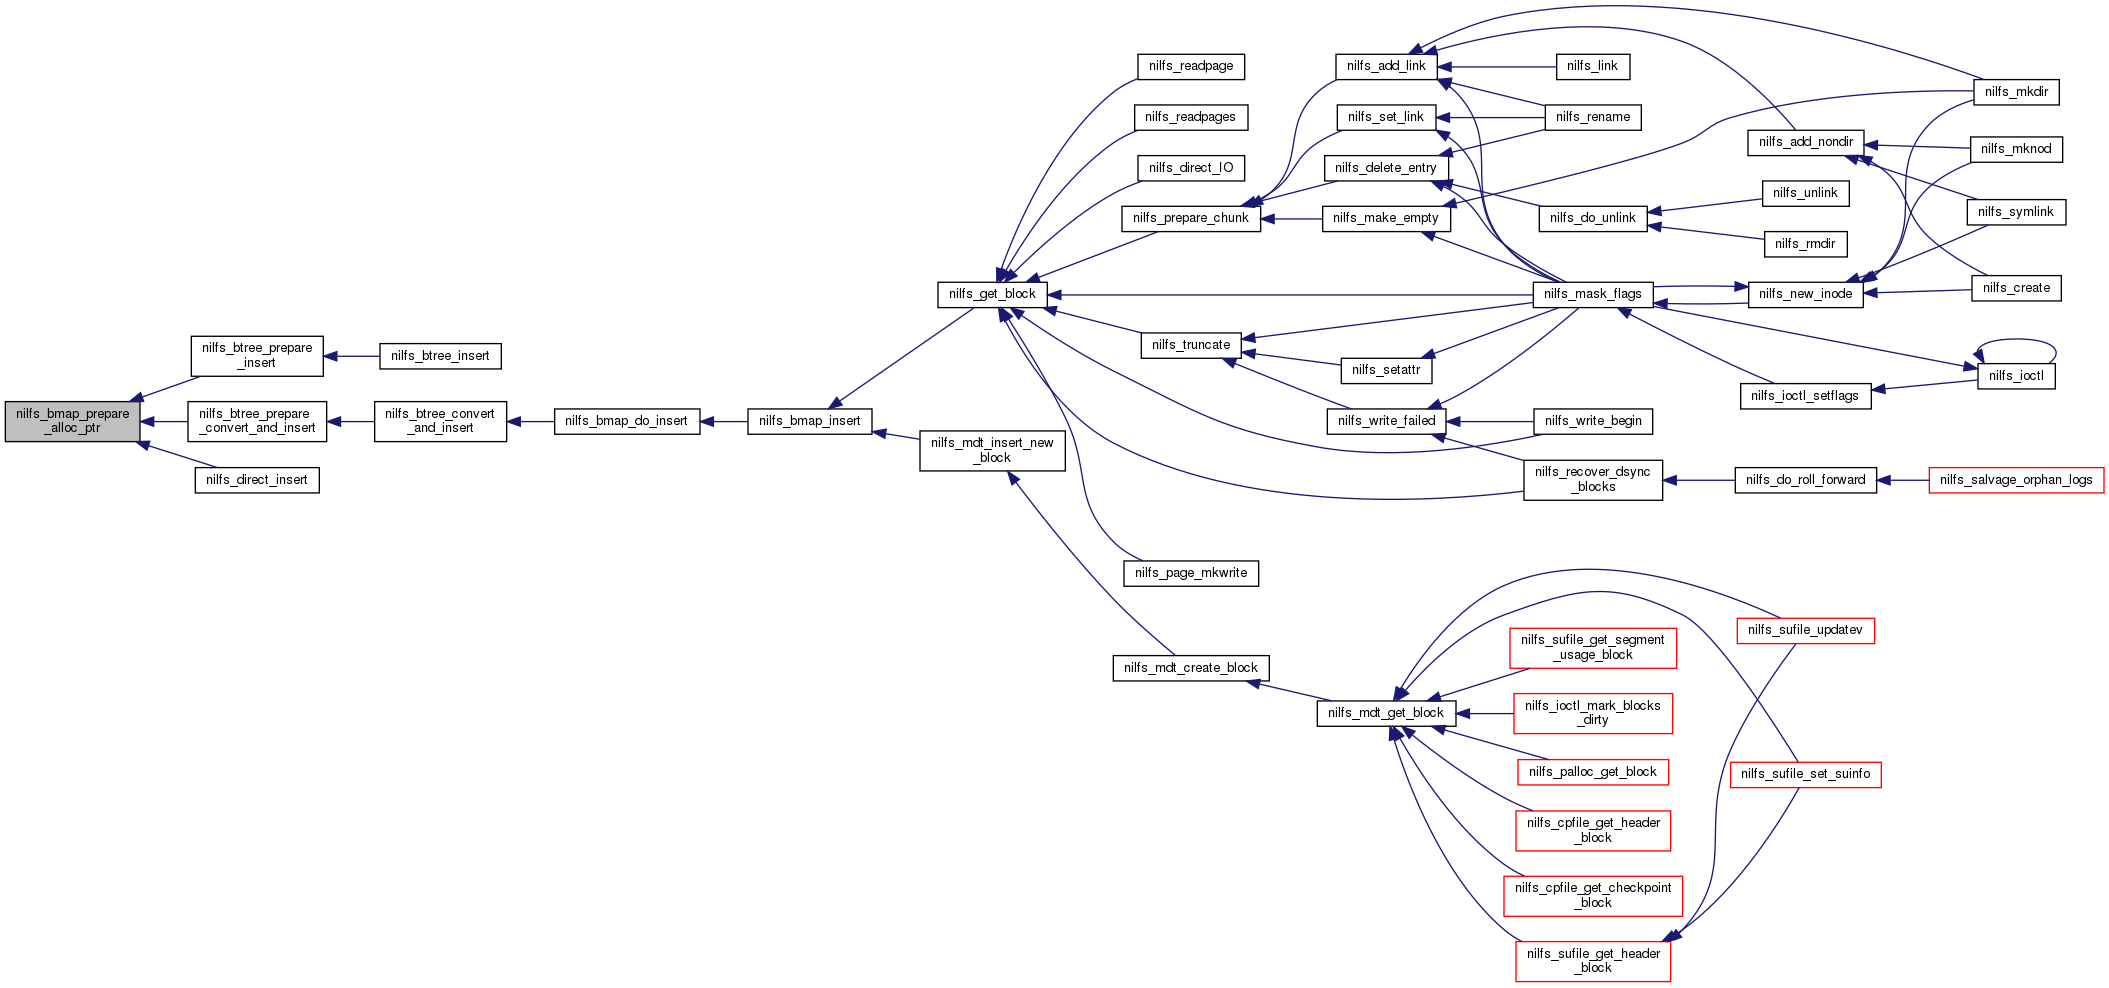 nilfs_bmap_prepare
_alloc_ptr
nilfs_btree_prepare
_insert
nilfs_btree_insert
nilfs_btree_prepare
_convert_and_insert
nilfs_btree_convert
_and_insert
nilfs_direct_insert
nilfs_bmap_do_insert
nilfs_bmap_insert
nilfs_get_block
nilfs_mdt_insert_new
_block
nilfs_readpage
nilfs_readpages
nilfs_direct_IO
nilfs_prepare_chunk
nilfs_truncate
nilfs_page_mkwrite
nilfs_mdt_create_block
nilfs_add_link
nilfs_set_link
nilfs_delete_entry
nilfs_make_empty
nilfs_setattr
nilfs_write_failed
nilfs_mdt_get_block
nilfs_link
nilfs_rename
nilfs_do_unlink
nilfs_mask_flags
nilfs_write_begin
nilfs_recover_dsync
_blocks
nilfs_sufile_get_segment
_usage_block
nilfs_ioctl_mark_blocks
_dirty
nilfs_palloc_get_block
nilfs_cpfile_get_header
_block
nilfs_cpfile_get_checkpoint
_block
nilfs_sufile_get_header
_block
nilfs_add_nondir
nilfs_unlink
nilfs_rmdir
nilfs_new_inode
nilfs_ioctl_setflags
nilfs_do_roll_forward
nilfs_sufile_updatev
nilfs_sufile_set_suinfo
nilfs_mkdir
nilfs_mknod
nilfs_symlink
nilfs_create
nilfs_ioctl
nilfs_salvage_orphan_logs